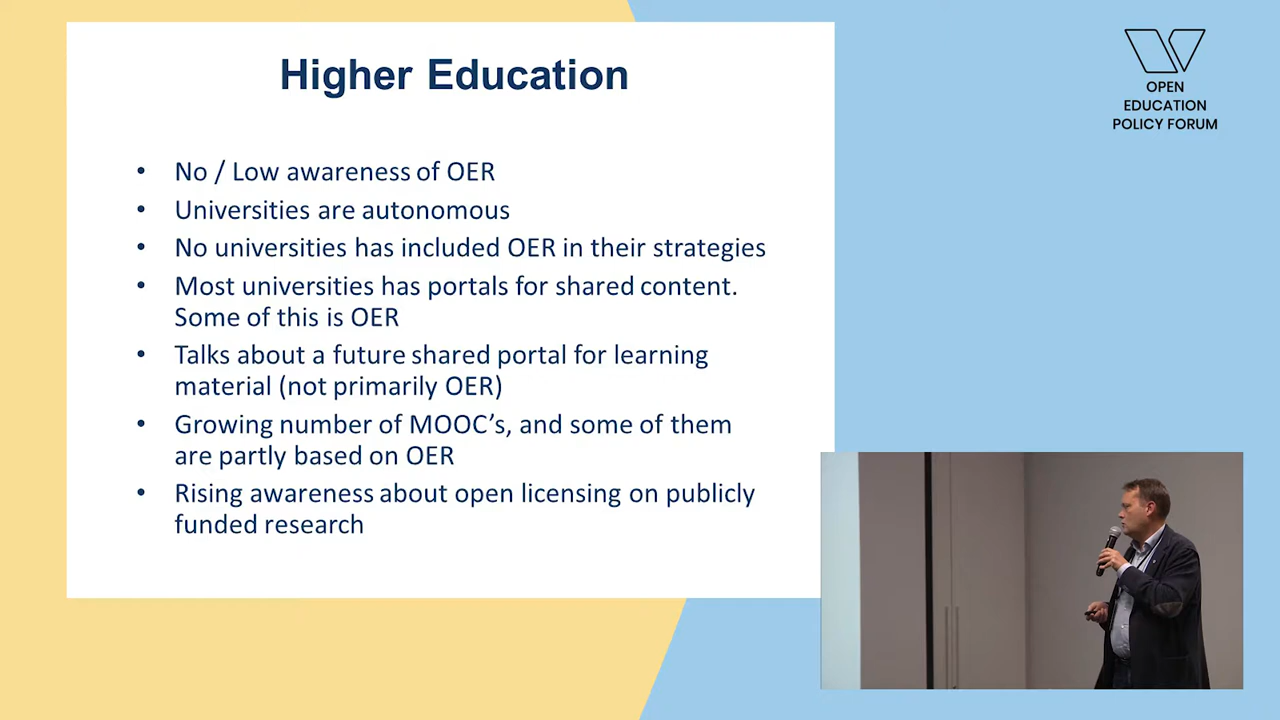 Higher Education
OPEN
EDUCATION
POLICY FORUM
• No / Low awareness of OER
• Universities are autonomous
• No universities has included OER in their strategies
• Most universities has portals for shared content.
Some of this is OER
• Talks about a future shared portal for learning
material (not primarily OER)
• Growing number of MOOC’s, and some of them
are partly based on OER
• Rising awareness about open licensing on publicly
funded research